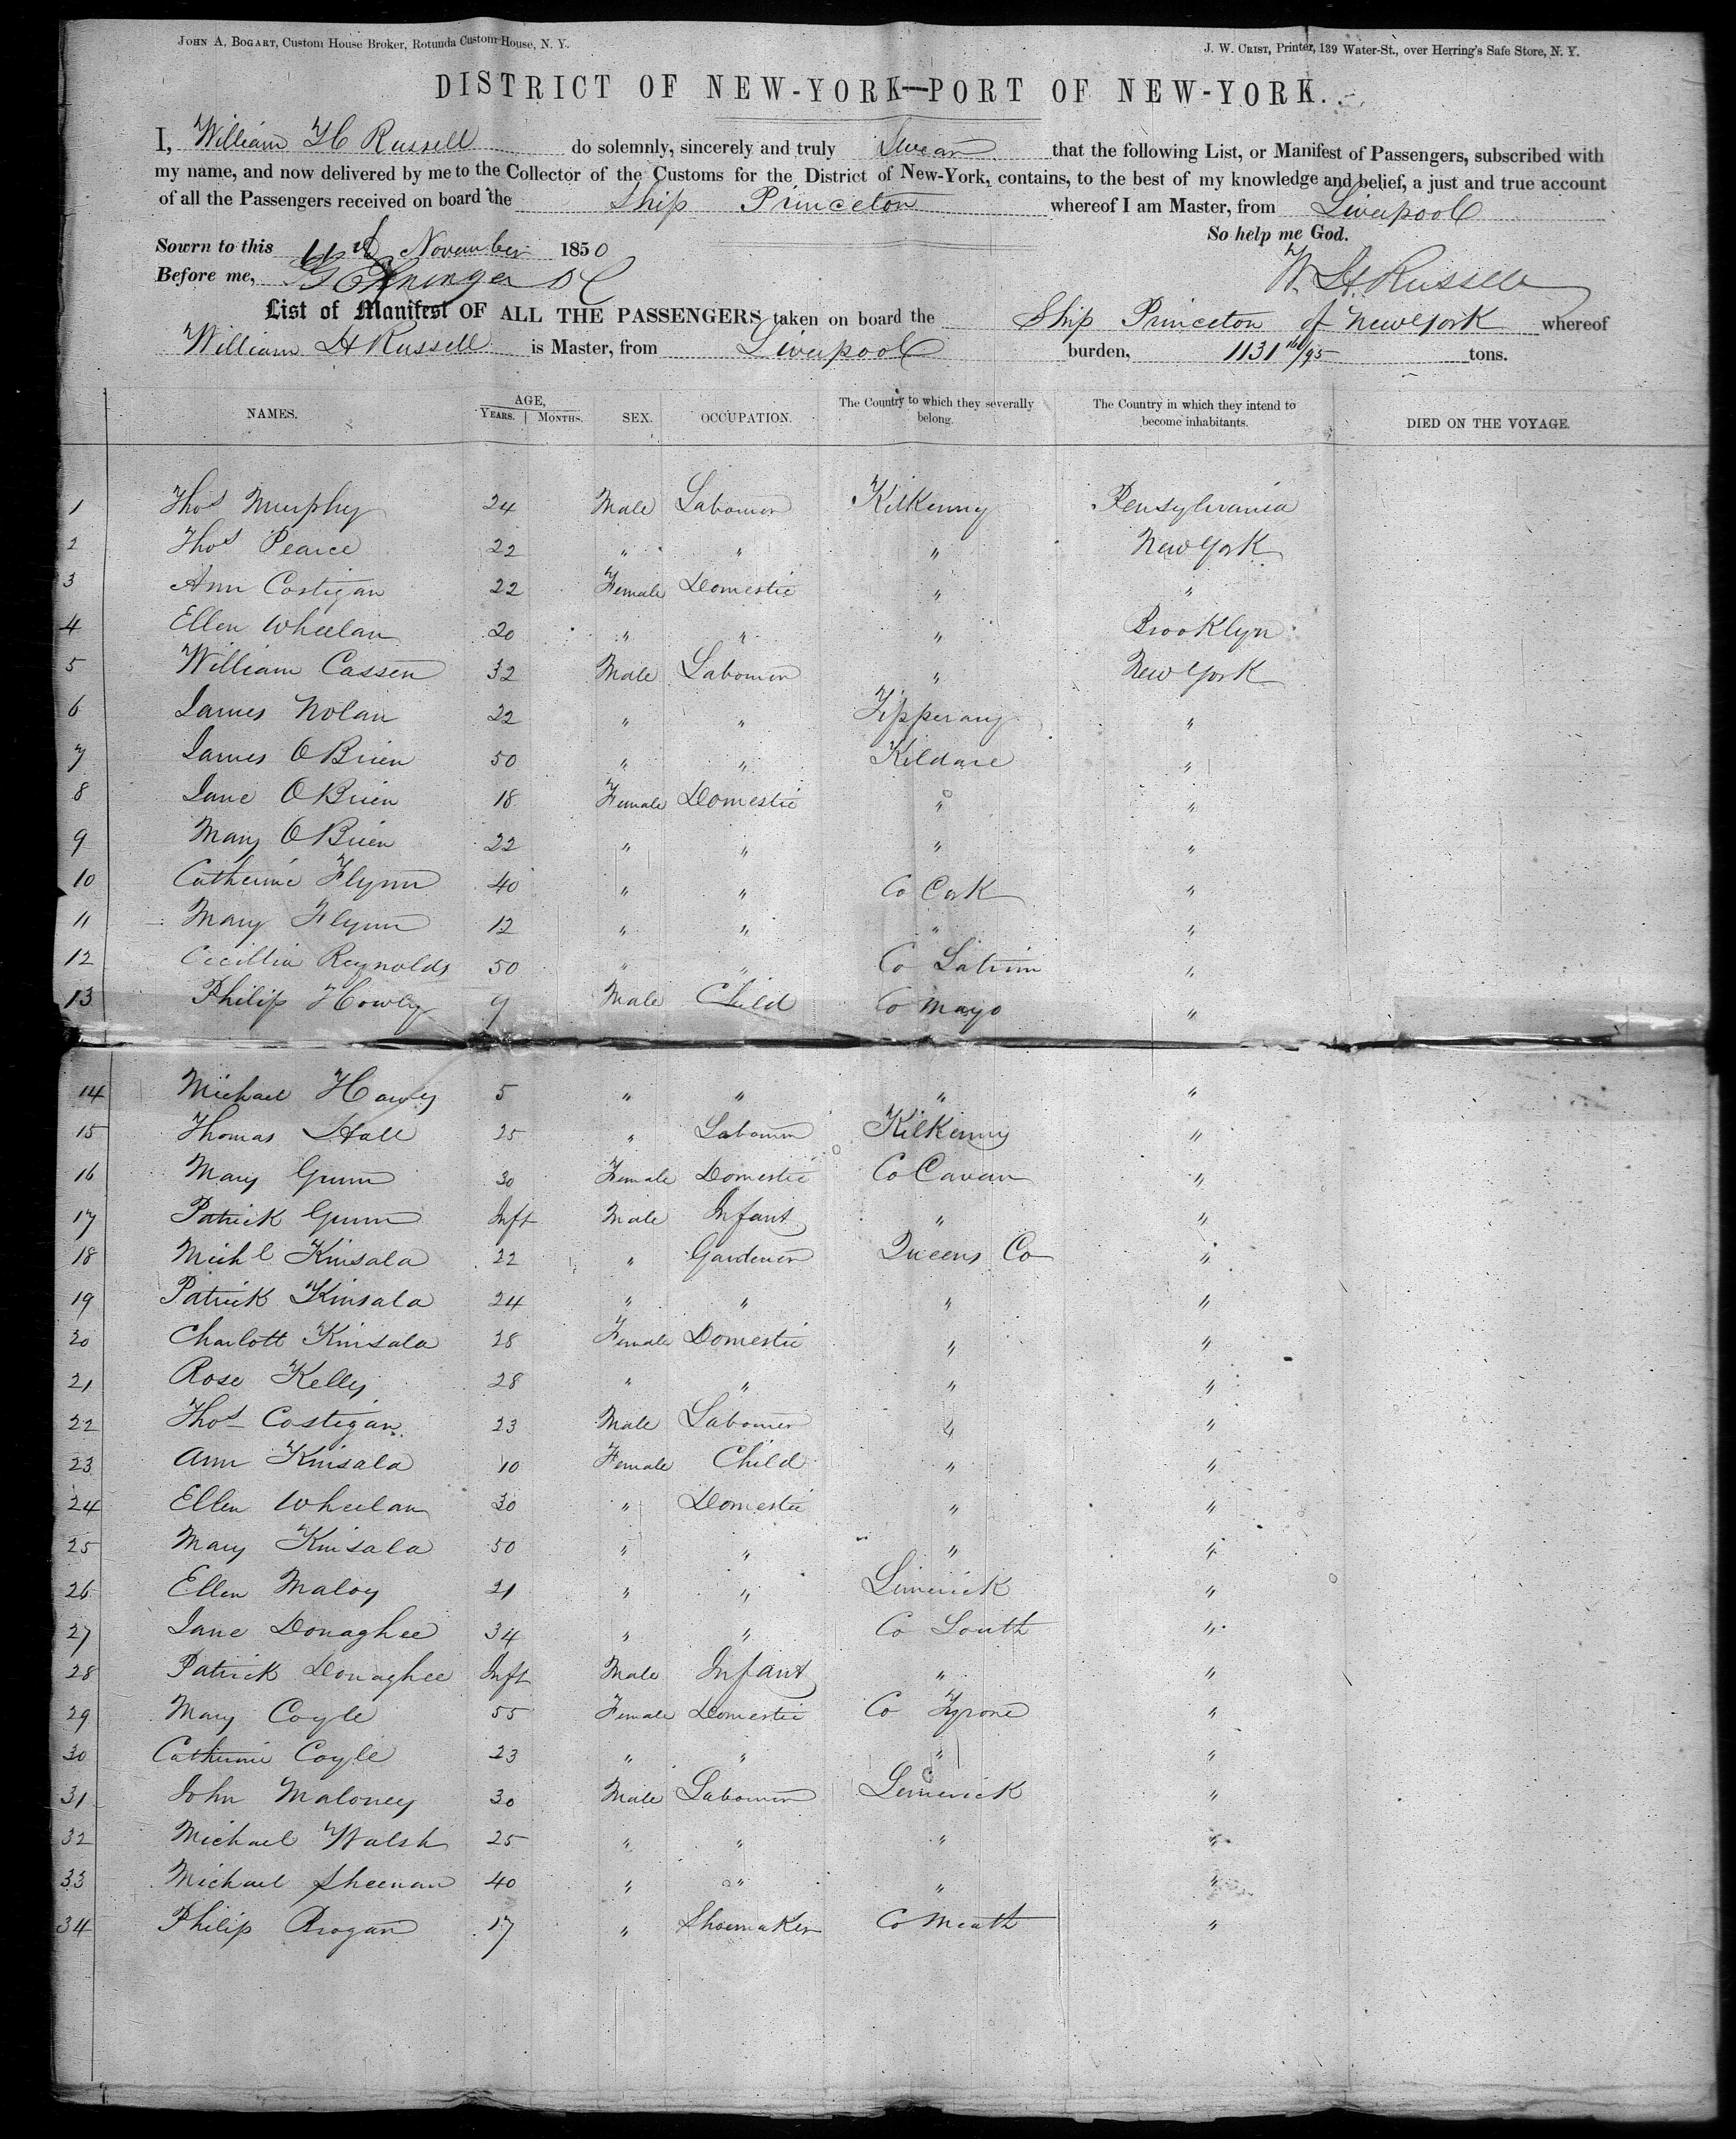 JOHN A. BOGART, Custom House Broker, Rotunda Custom House, N. Y.
J. W. CRIST, Printer, 139 Water-St., over Herring's Safe Store, N. Y.
DISTRICT OF NEW-YORK—PORT OF NEW-YORK.
I, William H Russell do solemnly, sincerely and truly Swear that the following List, or Manifest of Passengers, subscribed with
my name, and now delivered by me to the Collector of the Customs for the District of New-York, contains, to the best of my knowledge and belief, a just and true account
of all the Passengers received on board the Ship Princeton whereof I am Master, from Liverpool
So help me God.
Sowrn to this 11th November 1850
Before me,
W. H. Russell
List of Manifest OF ALL THE PASSENGERS taken on board the Ship Princeton of New York whereof
William H Russell is Master, from Liverpool burden, 1131 /95 tons.
NAMES. AGE, YEARS. MONTHS. SEX. OCCUPATION. The Country to which they severally belong. The Country in which they intend to become inhabitants. DIED ON THE VOYAGE.
1 Thos Murphy 24 Male Labourer Kilkenny Pensylvania
2 Thos Pearce 22 " " " New York
3 Ann Costigan 22 Female Domestic " "
4 Ellen Wheelan 20 " " " Brooklyn
5 William Cassen 32 Male Labourer " New York
6 James Nolan 22 " " Tipperary "
7 James OBrien 50 " " Kildare "
8 Jane OBrien 18 Female Domestic " "
9 Mary OBrien 22 " " " "
10 Catherine Flynn 40 " " Co Cork "
11 Mary Flynn 12 " " " "
12 Cecillia Reynolds 50 " " Co Latrim "
13 Philip Howly 9 Male Child Co Mayo "
14 Michael Howly 5 " " " "
15 Thomas Hall 25 " Labourer Kilkenny "
16 Mary Gunn 30 Female Domestic Co Cavan "
17 Patrick Gunn Inft Male Infant " "
18 Michl Kinsala 22 " Gardener Queens Co "
19 Patrick Kinsala 24 " " " "
20 Charlott Kinsala 28 Female Domestic " "
21 Rose Kelly 28 " " " "
22 Thos Costigan 23 Male Labourer " "
23 Ann Kinsala 10 Female Child " "
24 Ellen Wheelan 30 " Domestic " "
25 Mary Kinsala 50 " " " "
26 Ellen Maloy 21 " " Limerick "
27 Jane Donaghee 34 " " Co Louth "
28 Patrick Donaghee Inft Male Infant " "
29 Mary Coyle 55 Female Domestic Co Tyrone "
30 Catherine Coyle 23 " " " "
31 John Maloney 30 Male Labourer Limerick "
32 Michael Walsh 25 " " " "
33 Michael Sheenan 40 " " " "
34 Philip Brogan 17 " Shoemaker Co Meath "